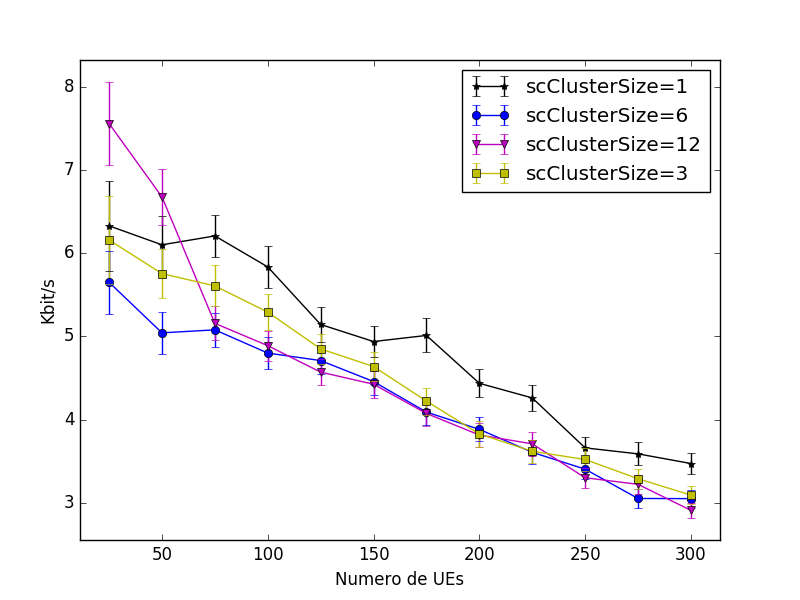 8
7
6
5
4
3
Kbit/s
50 100 150 200 250 300
Numero de UEs
scClusterSize=1
scClusterSize=6
scClusterSize=12
scClusterSize=3